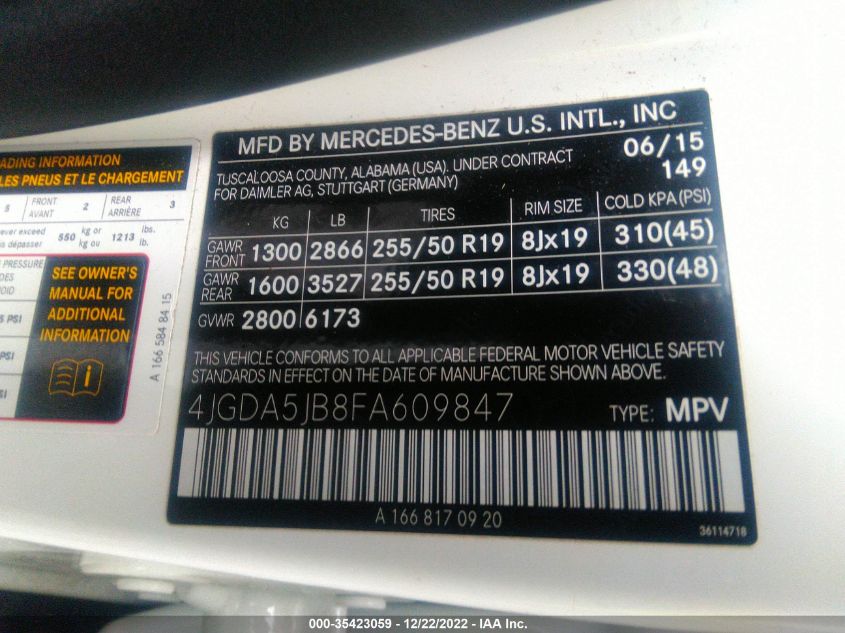 ADING INFORMATION
LES PNEUS ET LE CHARGEMENT
5 FRONT AVANT 2 REAR ARRIÈRE 3
ever exceed
dépasser 550 kg or kg ou 1213 lbs. lb.
PRESSURE
SEE OWNER'S
MANUAL FOR
ADDITIONAL
INFORMATION
PSI
PSI
A 166 584 84 15
MFD BY MERCEDES-BENZ U.S. INTL., INC
TUSCALOOSA COUNTY, ALABAMA (USA). UNDER CONTRACT
FOR DAIMLER AG, STUTTGART (GERMANY)
06/15
149
KG LB TIRES RIM SIZE COLD KPA (PSI)
GAWR FRONT 1300 2866 255/50 R19 8Jx19 310(45)
GAWR REAR 1600 3527 255/50 R19 8Jx19 330(48)
GVWR 2800 6173
THIS VEHICLE CONFORMS TO ALL APPLICABLE FEDERAL MOTOR VEHICLE SAFETY
STANDARDS IN EFFECT ON THE DATE OF MANUFACTURE SHOWN ABOVE.
4JGDA5JB8FA609847 TYPE: MPV
A 166 817 09 20
36114718
000-35423059 - 12/22/2022 - IAA Inc.